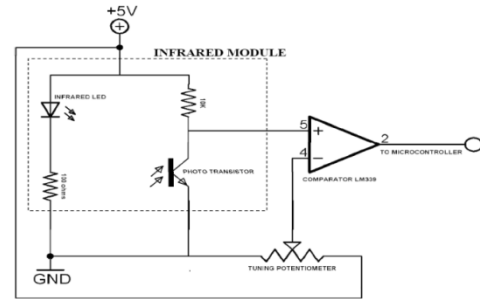 +5V
INFRARED MODULE
INFRARED LED
10K
5
+
2
TO MICROCONTROLLER
4
−
PHOTO TRANSISTOR
COMPARATOR LM339
100 ohms
GND
TUNING POTENTIOMETER